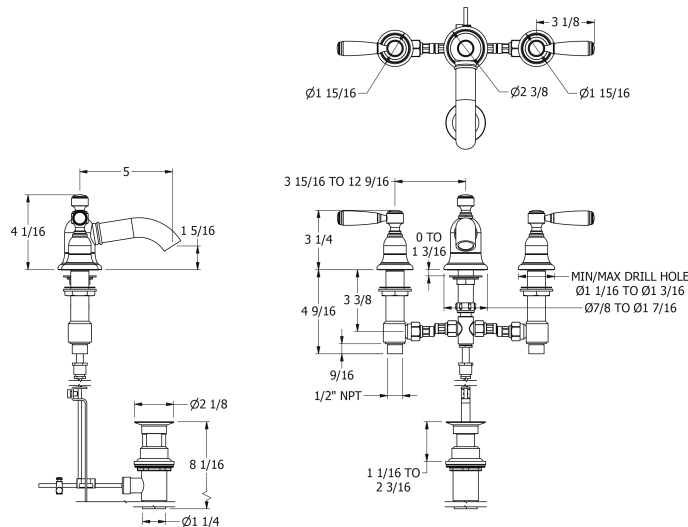 3 1/8
Ø1 15/16
Ø2 3/8
Ø1 15/16
5
3 15/16 TO 12 9/16
4 1/16
1 5/16
3 1/4
0 TO
1 3/16
MIN/MAX DRILL HOLE
Ø1 1/16 TO Ø1 3/16
Ø7/8 TO Ø1 7/16
4 9/16
3 3/8
9/16
1/2" NPT
Ø2 1/8
8 1/16
1 1/16 TO
2 3/16
Ø1 1/4